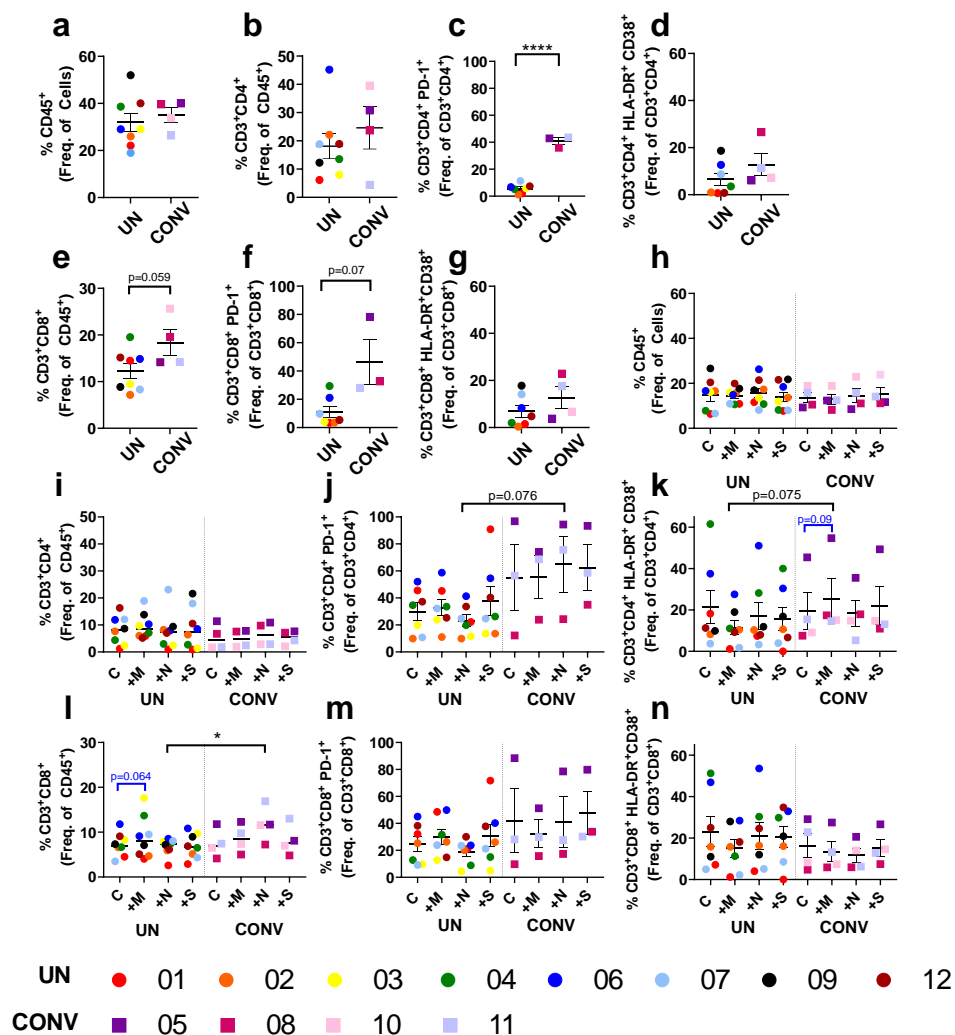 a
% CD45⁺
(Freq. of Cells)
60
40
20
0
UN
CONV
b
% CD3⁺CD4⁺
(Freq. of CD45⁺)
50
40
30
20
10
0
UN
CONV
c
% CD3⁺CD4⁺ PD-1⁺
(Freq. of CD3⁺CD4⁺)
100
80
60
40
20
0
****
UN
CONV
d
% CD3⁺CD4⁺ HLA-DR⁺ CD38⁺
(Freq. of CD3⁺CD4⁺)
60
40
20
0
UN
CONV
e
% CD3⁺CD8⁺
(Freq. of CD45⁺)
30
20
10
0
p=0.059
UN
CONV
f
% CD3⁺CD8⁺ PD-1⁺
(Freq. of CD3⁺CD8⁺)
100
80
60
40
20
0
p=0.07
UN
CONV
g
% CD3⁺CD8⁺ HLA-DR⁺CD38⁺
(Freq. of CD3⁺CD8⁺)
60
40
20
0
UN
CONV
h
% CD45⁺
(Freq. of Cells)
60
40
20
0
C +M +N +S C +M +N +S
UN CONV
i
% CD3⁺CD4⁺
(Freq. of CD45⁺)
50
40
30
20
10
0
C +M +N +S C +M +N +S
UN CONV
j
% CD3⁺CD4⁺ PD-1⁺
(Freq. of CD3⁺CD4⁺)
100
80
60
40
20
0
p=0.076
C +M +N +S C +M +N +S
UN CONV
k
% CD3⁺CD4⁺ HLA-DR⁺ CD38⁺
(Freq. of CD3⁺CD4⁺)
60
40
20
0
p=0.075
p=0.09
C +M +N +S C +M +N +S
UN CONV
l
% CD3⁺CD8⁺
(Freq. of CD45⁺)
30
20
10
0
*
p=0.064
C +M +N +S C +M +N +S
UN CONV
m
% CD3⁺CD8⁺ PD-1⁺
(Freq. of CD3⁺CD8⁺)
100
80
60
40
20
0
C +M +N +S C +M +N +S
UN CONV
n
% CD3⁺CD8⁺ HLA-DR⁺CD38⁺
(Freq. of CD3⁺CD8⁺)
60
40
20
0
C +M +N +S C +M +N +S
UN CONV
UN 01 02 03 04 06 07 09 12
CONV 05 08 10 11